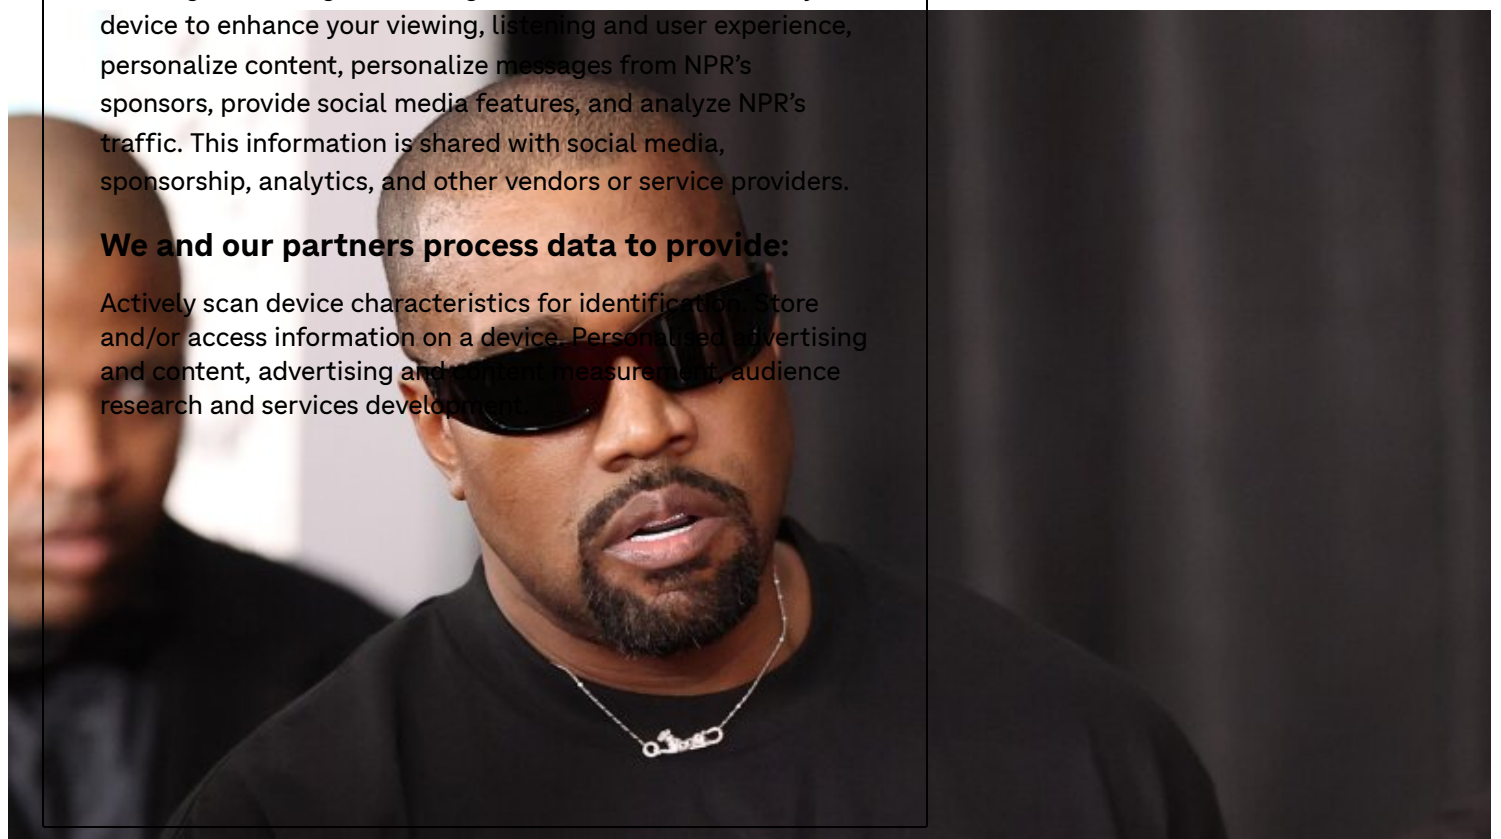 device to enhance your viewing, listening and user experience,
personalize content, personalize messages from NPR’s
sponsors, provide social media features, and analyze NPR’s
traffic. This information is shared with social media,
sponsorship, analytics, and other vendors or service providers.
We and our partners process data to provide:
Actively scan device characteristics for identification. Store
and/or access information on a device. Personalised advertising
and content, advertising and content measurement, audience
research and services development.